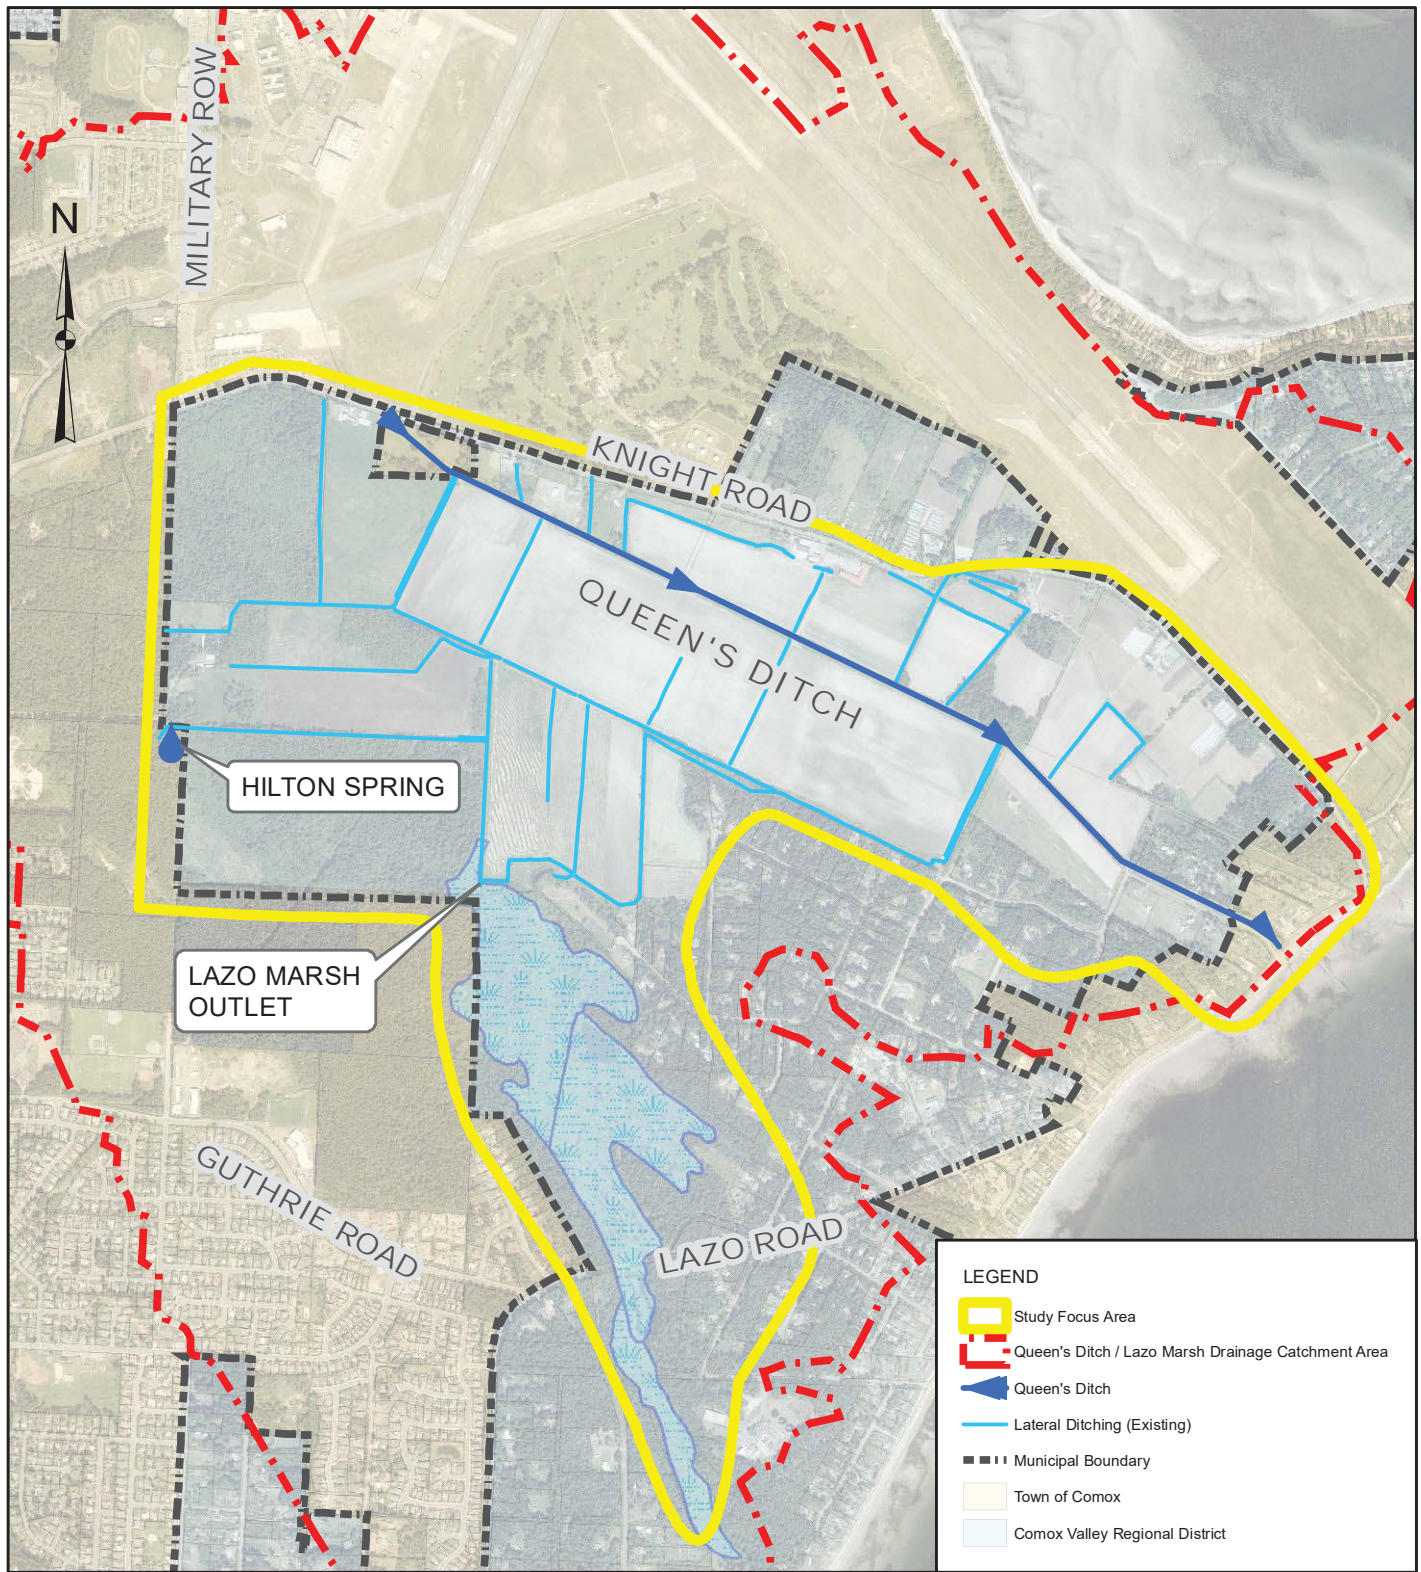 MILITARY ROW
N
KNIGHT ROAD
QUEEN'S DITCH
HILTON SPRING
LAZO MARSH
OUTLET
GUTHRIE ROAD
LAZO ROAD
LEGEND
Study Focus Area
Queen's Ditch / Lazo Marsh Drainage Catchment Area
Queen's Ditch
Lateral Ditching (Existing)
Municipal Boundary
Town of Comox
Comox Valley Regional District